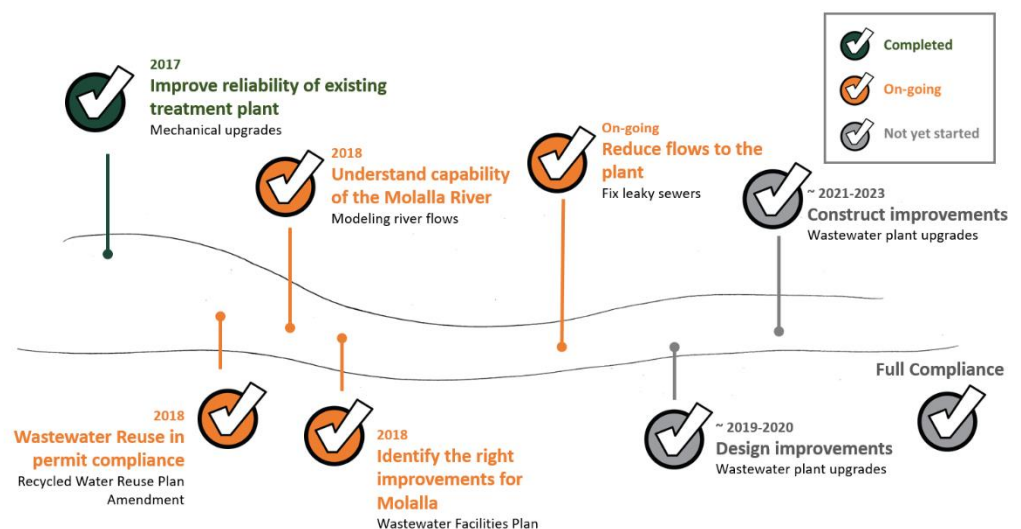 2017
Improve reliability of existing
treatment plant
Mechanical upgrades
2018
Understand capability
of the Molalla River
Modeling river flows
On-going
Reduce flows to the
plant
Fix leaky sewers
Completed
On-going
Not yet started
~ 2021-2023
Construct improvements
Wastewater plant upgrades
2018
Wastewater Reuse in
permit compliance
Recycled Water Reuse Plan
Amendment
2018
Identify the right
improvements for
Molalla
Wastewater Facilities Plan
~ 2019-2020
Design improvements
Wastewater plant upgrades
Full Compliance